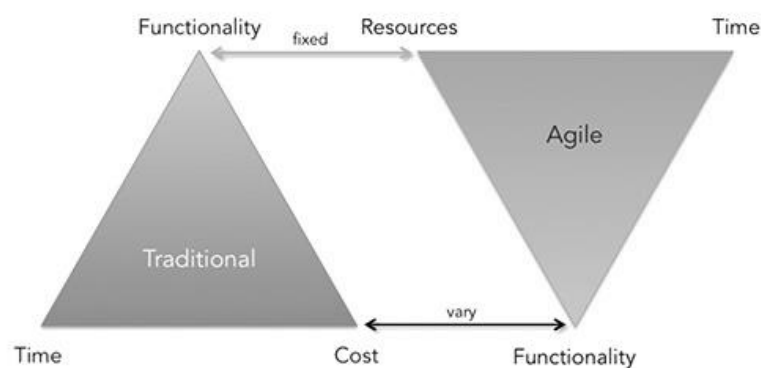 Functionality
fixed
Resources
Time
Agile
Traditional
vary
Time
Cost
Functionality